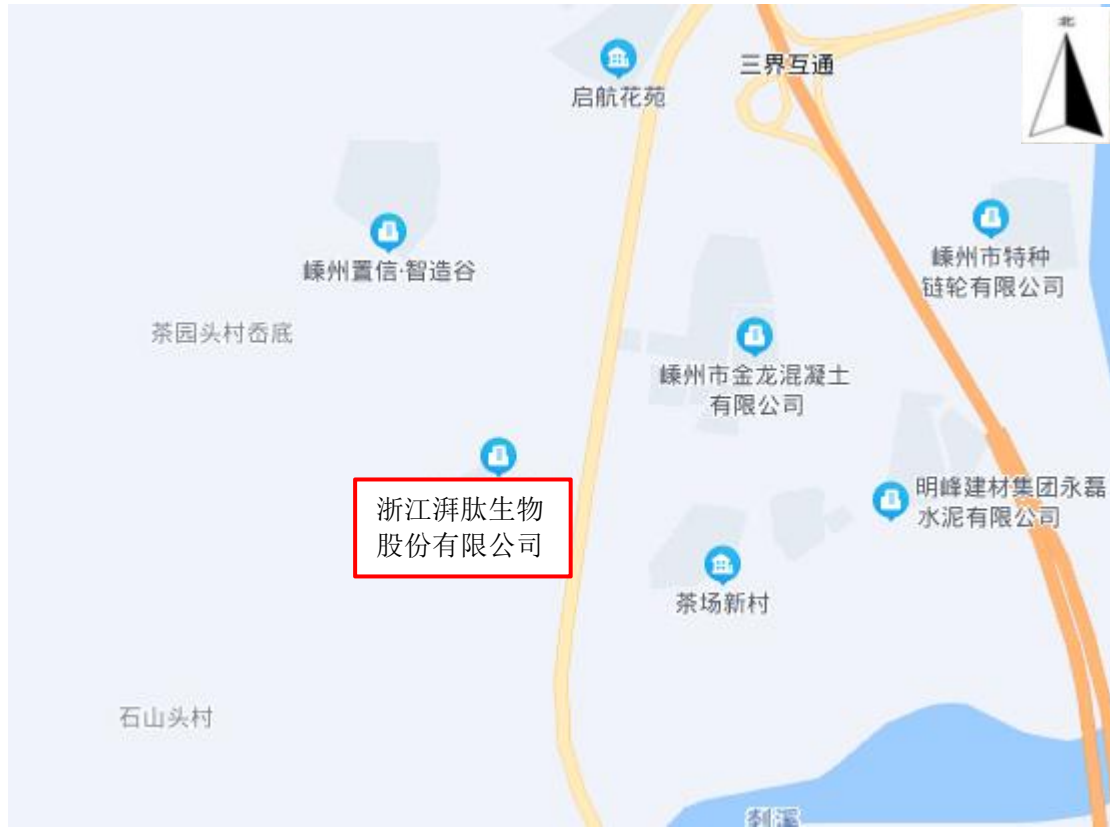 北
三界互通
启航花苑
嵊州市特种
链轮有限公司
嵊州置信·智造谷
茶园头村岙底
嵊州市金龙混凝土
有限公司
浙江湃肽生物
股份有限公司
明峰建材集团永磊
水泥有限公司
茶场新村
石山头村
剡溪